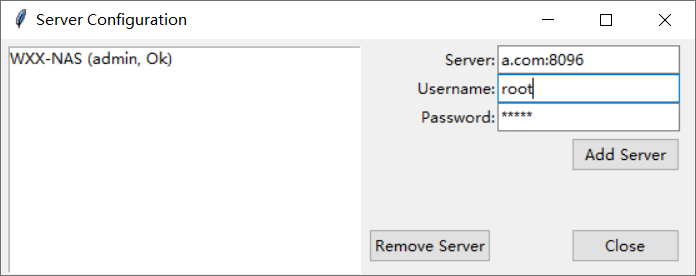 Server Configuration
WXX-NAS (admin, Ok)
Server: a.com:8096
Username: root
Password: *****
Add Server
Remove Server
Close